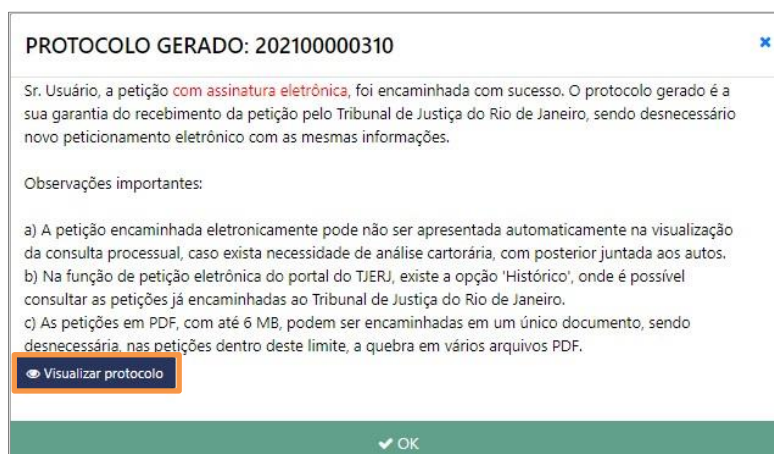 PROTOCOLO GERADO: 202100000310
Sr. Usuário, a petição com assinatura eletrônica, foi encaminhada com sucesso. O protocolo gerado é a
sua garantia do recebimento da petição pelo Tribunal de Justiça do Rio de Janeiro, sendo desnecessário
novo peticionamento eletrônico com as mesmas informações.
Observações importantes:
a) A petição encaminhada eletronicamente pode não ser apresentada automaticamente na visualização
da consulta processual, caso exista necessidade de análise cartorária, com posterior juntada aos autos.
b) Na função de petição eletrônica do portal do TJERJ, existe a opção 'Histórico', onde é possível
consultar as petições já encaminhadas ao Tribunal de Justiça do Rio de Janeiro.
c) As petições em PDF, com até 6 MB, podem ser encaminhadas em um único documento, sendo
desnecessária, nas petições dentro deste limite, a quebra em vários arquivos PDF.
Visualizar protocolo
OK